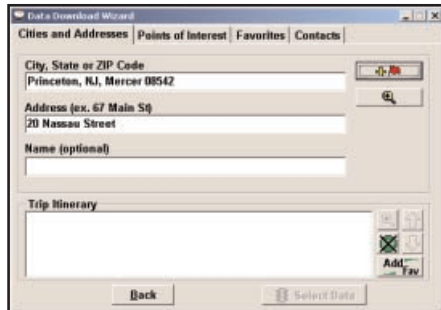 Data Download Wizard
Cities and Addresses Points of Interest Favorites Contacts
City, State or ZIP Code
Princeton, NJ, Mercer 08542
Address (ex. 67 Main St)
20 Nassau Street
Name (optional)
Trip Itinerary
Add
Fav
Back Select Data